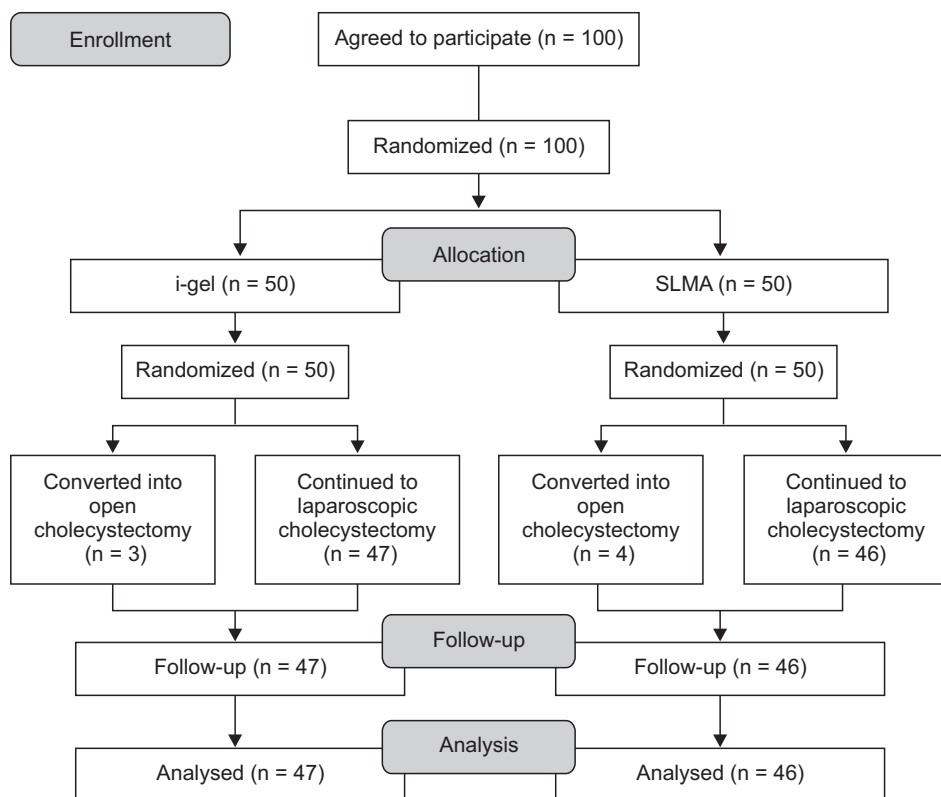 Enrollment
Agreed to participate (n = 100)
Randomized (n = 100)
Allocation
i-gel (n = 50)
SLMA (n = 50)
Randomized (n = 50)
Randomized (n = 50)
Converted into
open
cholecystectomy
(n = 3)
Continued to
laparoscopic
cholecystectomy
(n = 47)
Converted into
open
cholecystectomy
(n = 4)
Continued to
laparoscopic
cholecystectomy
(n = 46)
Follow-up
Follow-up (n = 47)
Follow-up (n = 46)
Analysis
Analysed (n = 47)
Analysed (n = 46)